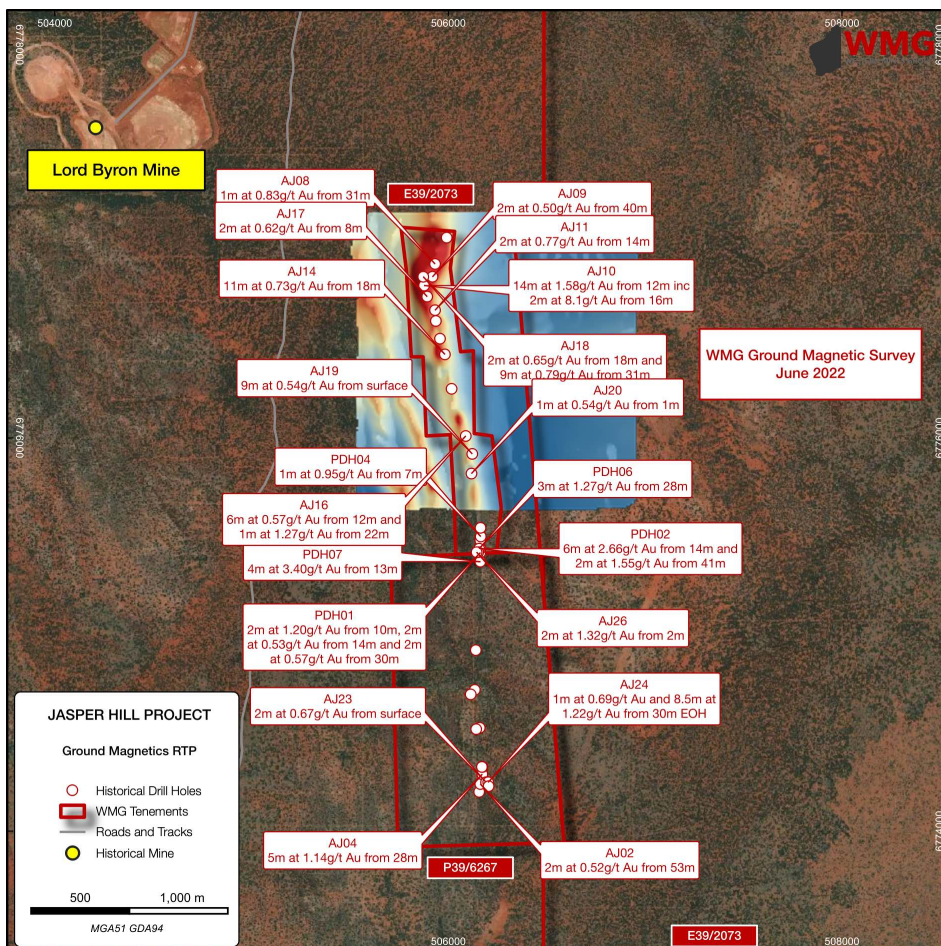 504000
506000
508000
6778000
6778000
WMG
Lord Byron Mine
E39/2073
AJ08
1m at 0.83g/t Au from 31m
AJ09
2m at 0.50g/t Au from 40m
AJ17
2m at 0.62g/t Au from 8m
AJ11
2m at 0.77g/t Au from 14m
AJ14
11m at 0.73g/t Au from 18m
AJ10
14m at 1.58g/t Au from 12m inc
2m at 8.1g/t Au from 16m
AJ18
2m at 0.65g/t Au from 18m and
9m at 0.79g/t Au from 31m
WMG Ground Magnetic Survey
June 2022
AJ19
9m at 0.54g/t Au from surface
AJ20
1m at 0.54g/t Au from 1m
6776000
6776000
PDH04
1m at 0.95g/t Au from 7m
PDH06
3m at 1.27g/t Au from 28m
AJ16
6m at 0.57g/t Au from 12m and
1m at 1.27g/t Au from 22m
PDH02
6m at 2.66g/t Au from 14m and
2m at 1.55g/t Au from 41m
PDH07
4m at 3.40g/t Au from 13m
PDH01
2m at 1.20g/t Au from 10m, 2m
at 0.53g/t Au from 14m and 2m
at 0.57g/t Au from 30m
AJ26
2m at 1.32g/t Au from 2m
AJ23
2m at 0.67g/t Au from surface
AJ24
1m at 0.69g/t Au and 8.5m at
1.22g/t Au from 30m EOH
6774000
AJ04
5m at 1.14g/t Au from 28m
AJ02
2m at 0.52g/t Au from 53m
P39/6267
E39/2073
JASPER HILL PROJECT
Ground Magnetics RTP
Historical Drill Holes
WMG Tenements
Roads and Tracks
Historical Mine
500
1,000 m
MGA51 GDA94
506000
508000